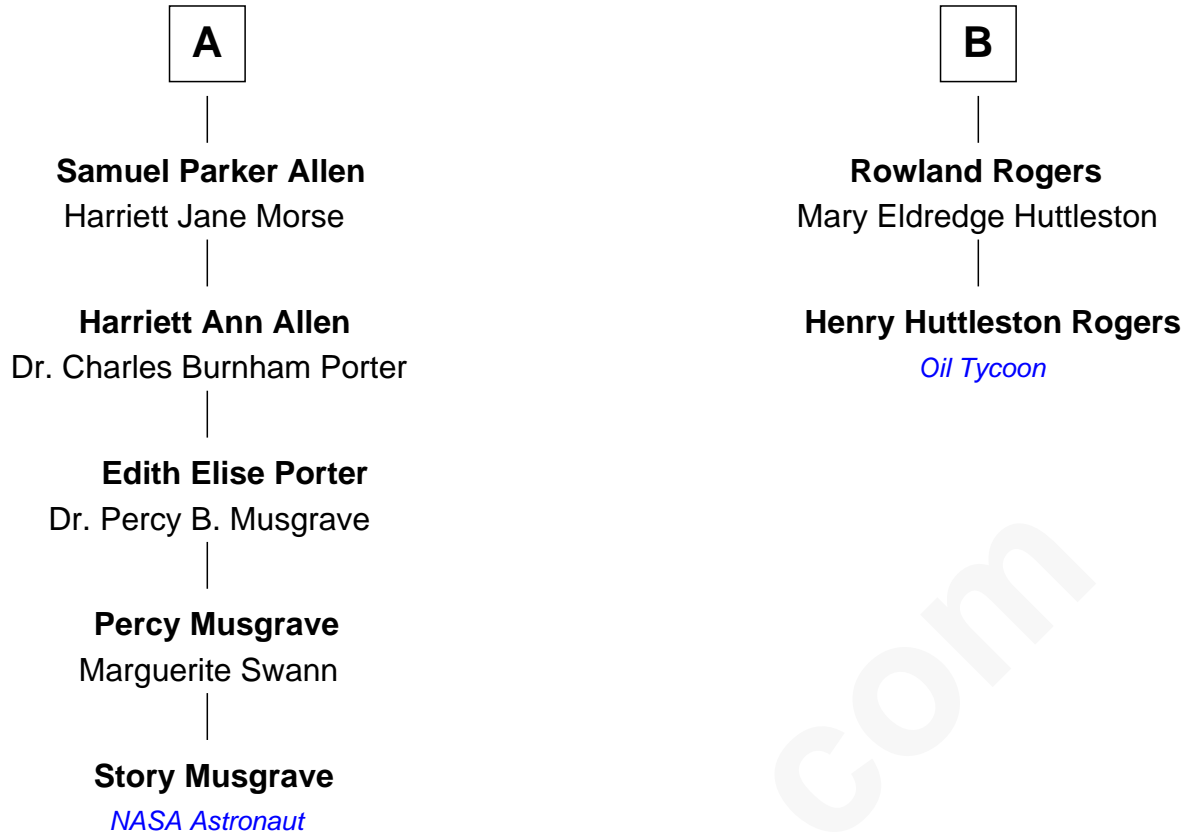 A
Samuel Parker Allen
Harriett Jane Morse
Harriett Ann Allen
Dr. Charles Burnham Porter
Edith Elise Porter
Dr. Percy B. Musgrave
Percy Musgrave
Marguerite Swann
Story Musgrave
NASA Astronaut
B
Rowland Rogers
Mary Eldredge Huttleston
Henry Huttleston Rogers
Oil Tycoon
com